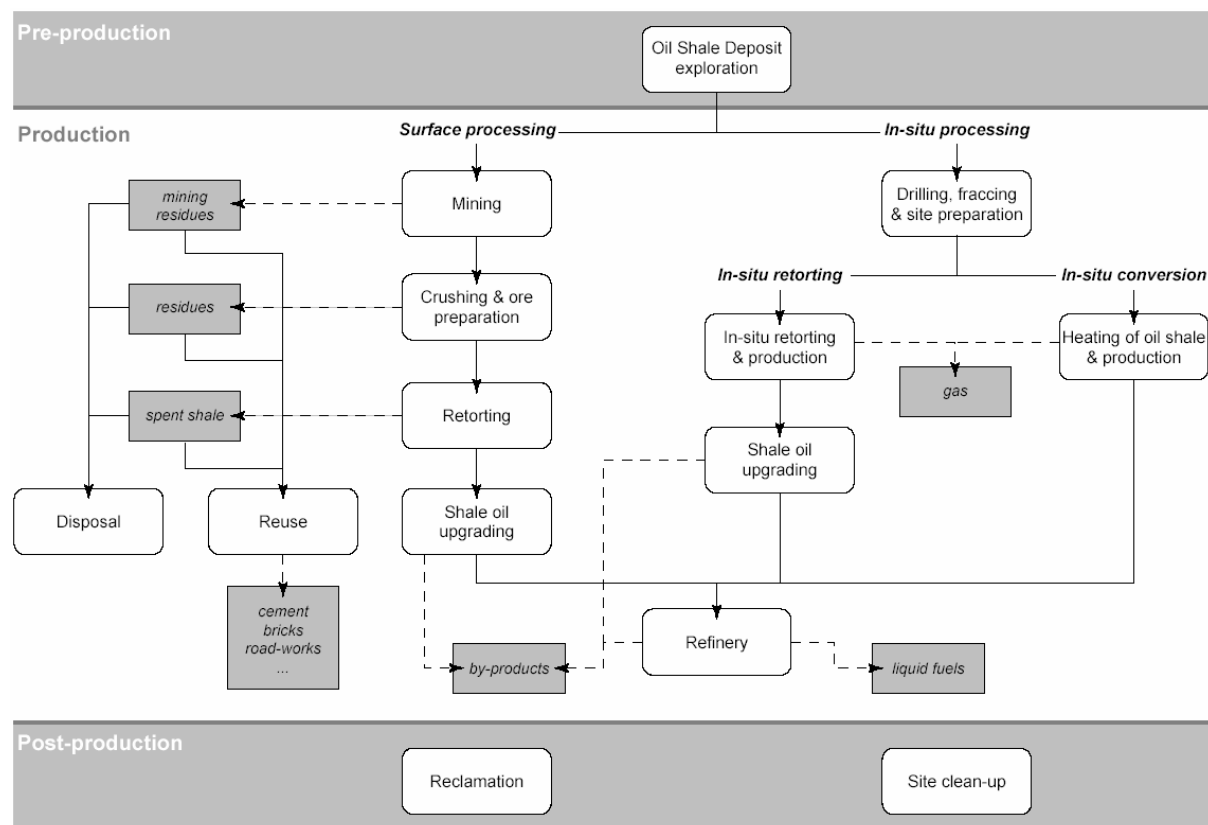 Pre-production
Oil Shale Deposit
exploration
Production
Surface processing
In-situ processing
mining
residues
Mining
Drilling, fraccing
& site preparation
In-situ retorting
In-situ conversion
residues
Crushing & ore
preparation
In-situ retorting
& production
Heating of oil shale
& production
gas
spent shale
Retorting
Shale oil
upgrading
Disposal
Reuse
Shale oil
upgrading
cement
bricks
road-works
...
by-products
Refinery
liquid fuels
Post-production
Reclamation
Site clean-up